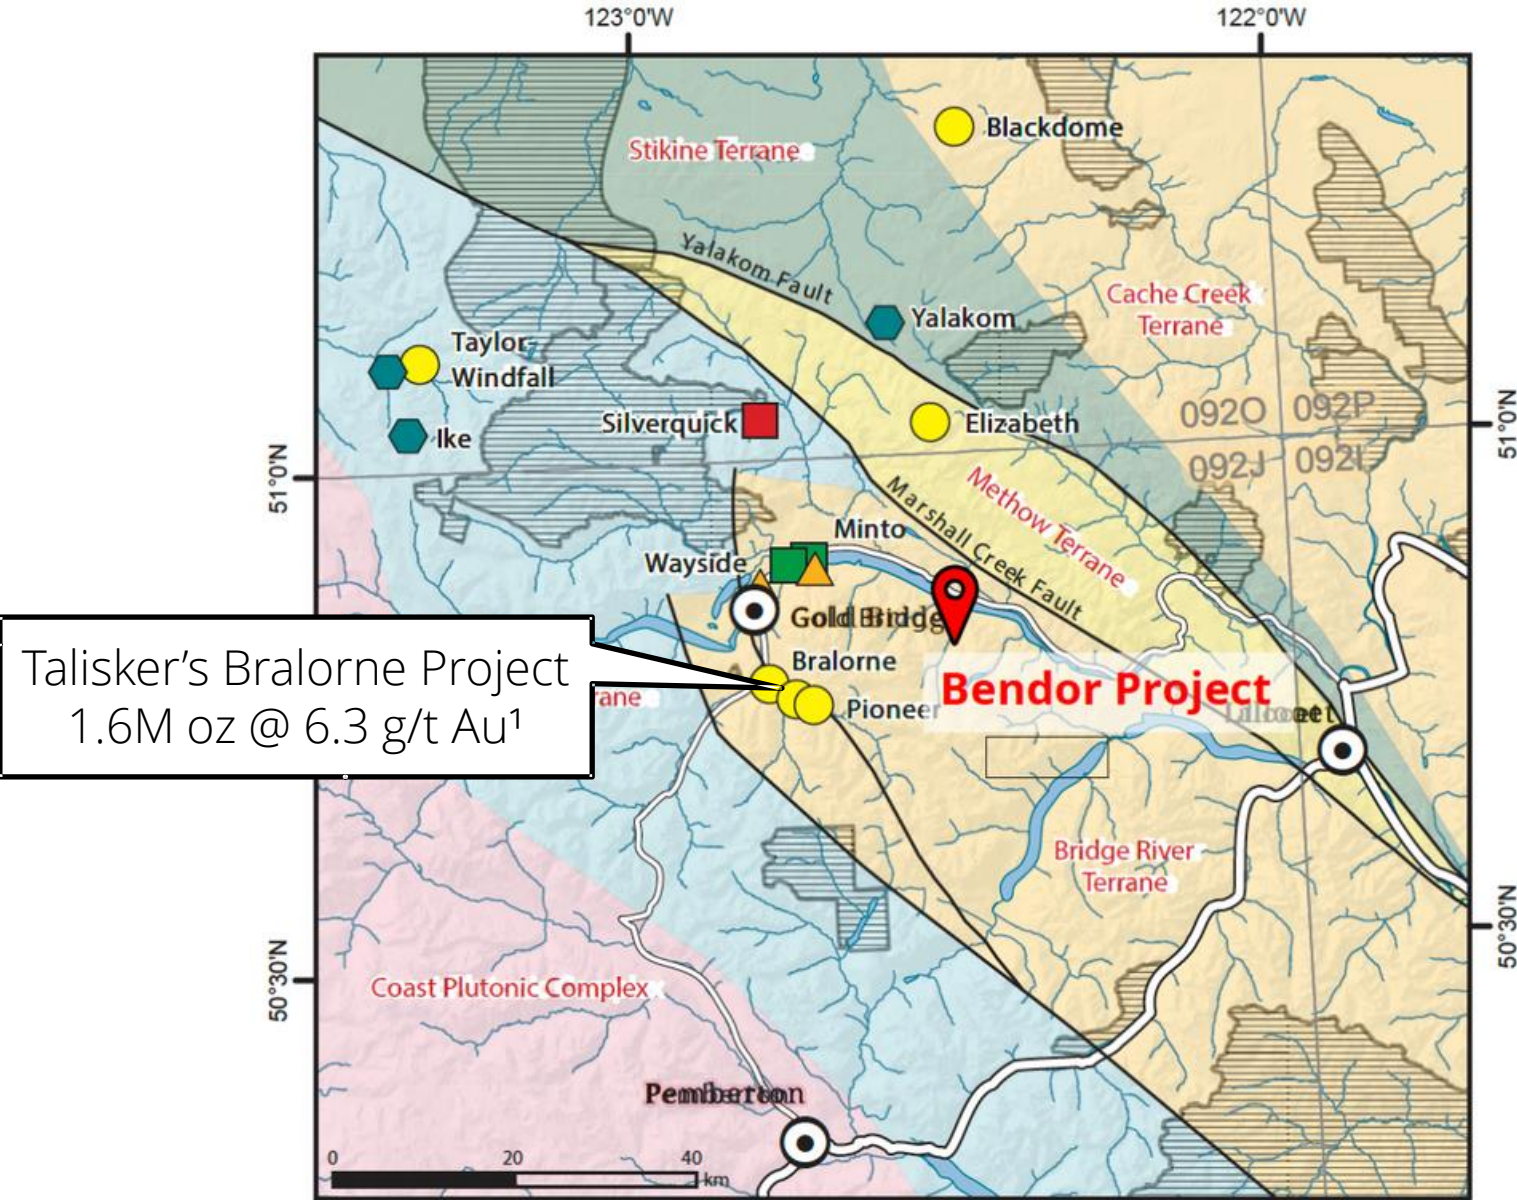 123°0'W
122°0'W
Blackdome
Stikine Terrane
Yalakom Fault
Cache Creek
Terrane
Yalakom
Taylor-
Windfall
092O 092P
Silverquick
Elizabeth
Ike
51°0'N
51°0'N
092J 092I
Methow Terrane
Marshall Creek Fault
Minto
Wayside
Gold Bridge
Talisker's Bralorne Project
1.6M oz @ 6.3 g/t Au¹
Bralorne
Bendor Project
rane
Pioneer
Lillooet
Bridge River
Terrane
50°30'N
50°30'N
Coast Plutonic Complex
Pemberton
0 20 40
km